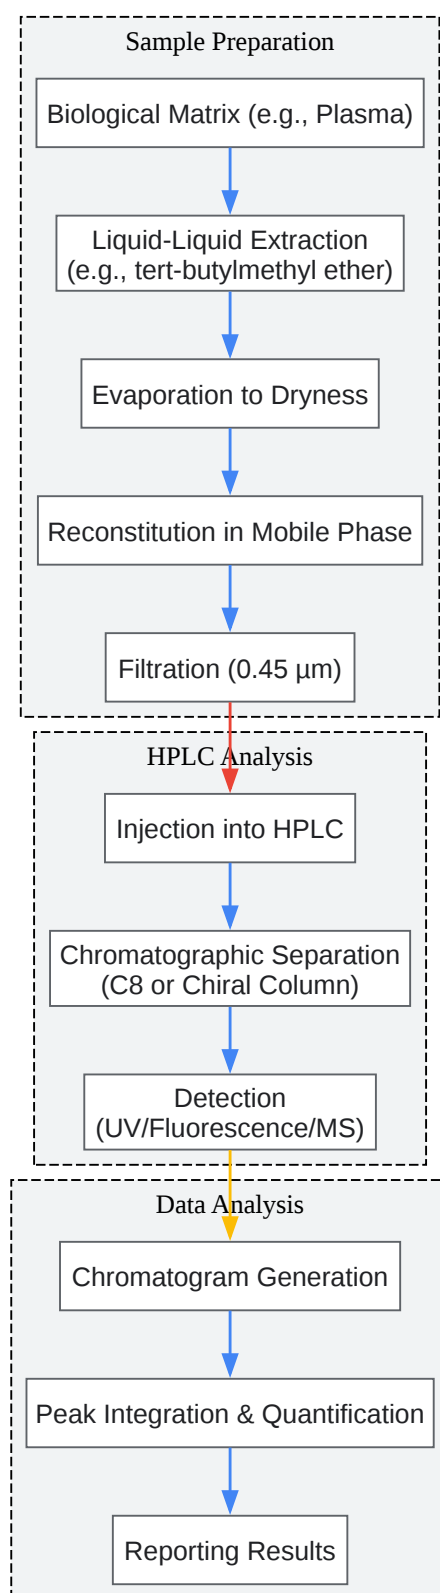 Sample Preparation
Biological Matrix (e.g., Plasma)
Liquid-Liquid Extraction
(e.g., tert-butylmethyl ether)
Evaporation to Dryness
Reconstitution in Mobile Phase
Filtration (0.45 µm)
HPLC Analysis
Injection into HPLC
Chromatographic Separation
(C8 or Chiral Column)
Detection
(UV/Fluorescence/MS)
Data Analysis
Chromatogram Generation
Peak Integration & Quantification
Reporting Results